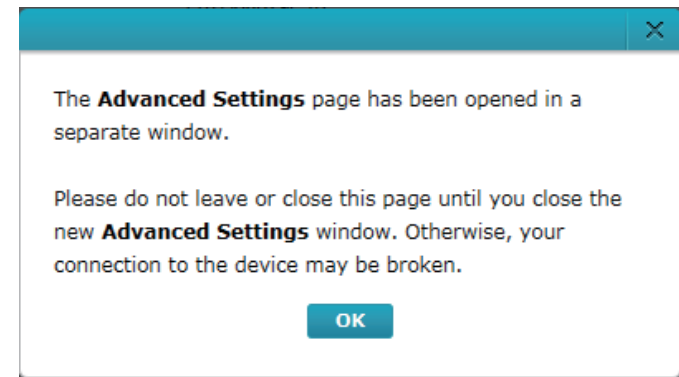 The Advanced Settings page has been opened in a
separate window.
Please do not leave or close this page until you close the
new Advanced Settings window. Otherwise, your
connection to the device may be broken.
OK